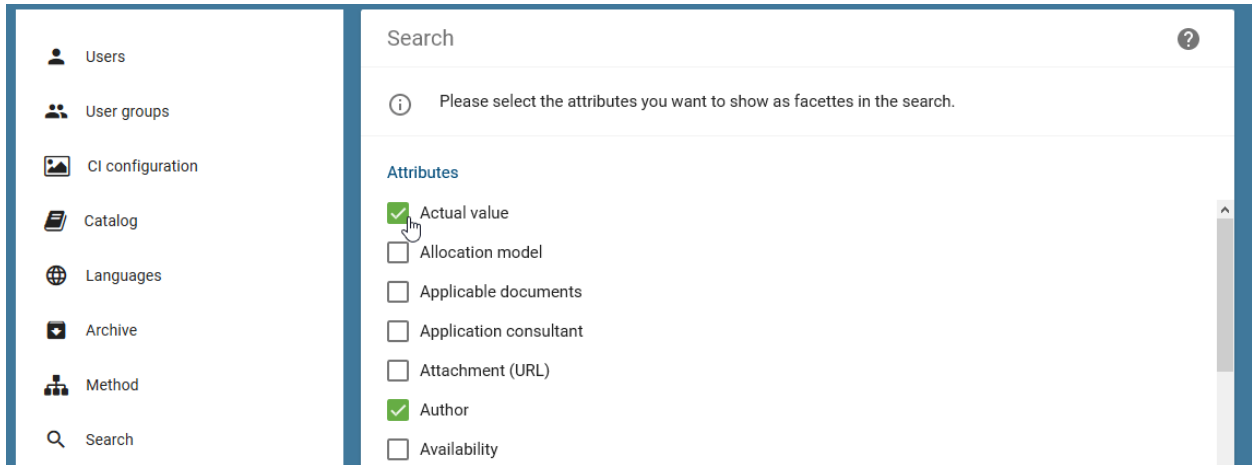 Users
User groups
CI configuration
Catalog
Languages
Archive
Method
Search
Search
?
Please select the attributes you want to show as facettes in the search.
Attributes
Actual value
Allocation model
Applicable documents
Application consultant
Attachment (URL)
Author
Availability